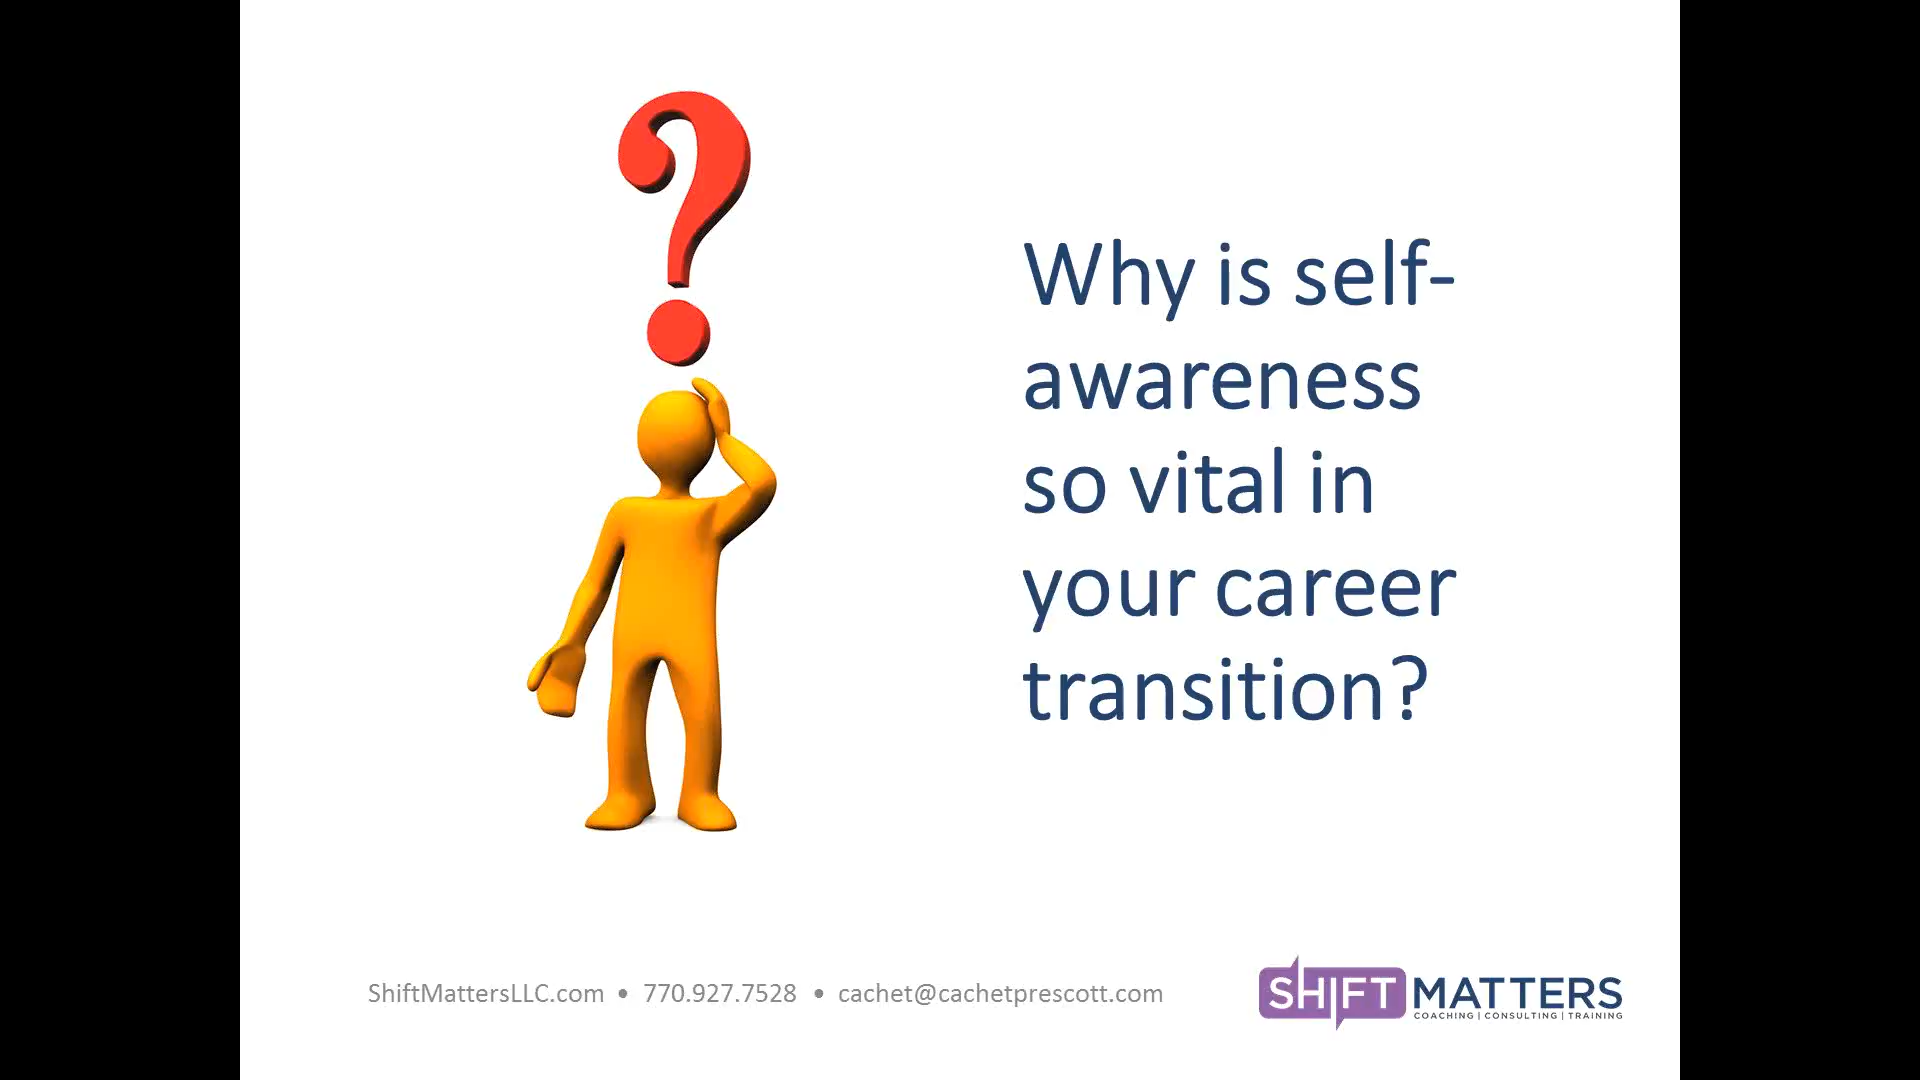 Why is self-
awareness
so vital in
your career
transition?
ShiftMattersLLC.com • 770.927.7528 • cachet@cachetprescott.com
SHIFT MATTERS
COACHING | CONSULTING | TRAINING